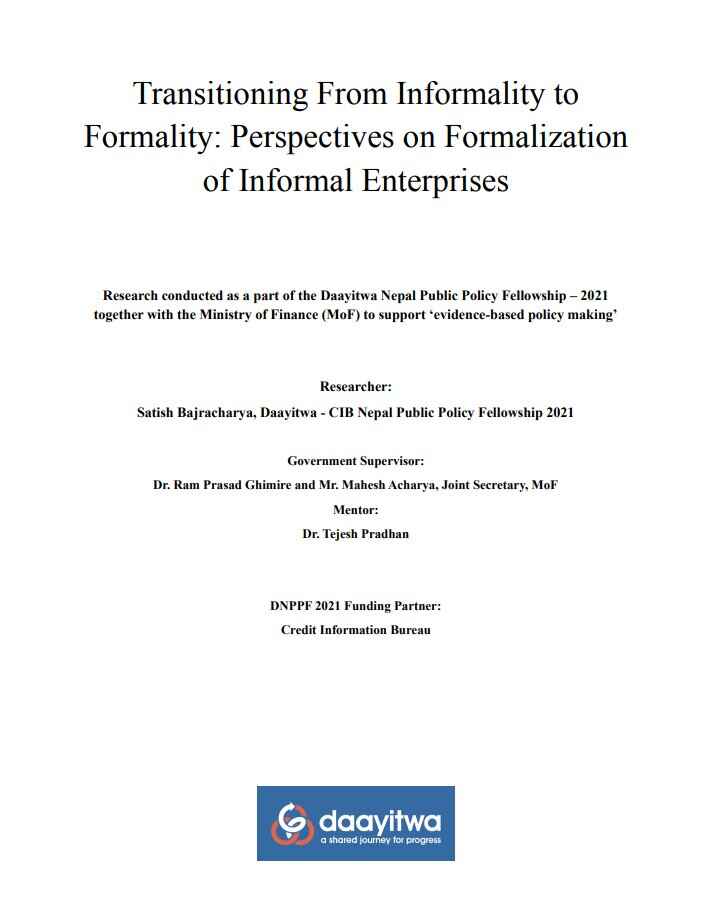 Transitioning From Informality to
Formality: Perspectives on Formalization
of Informal Enterprises
Research conducted as a part of the Daayitwa Nepal Public Policy Fellowship – 2021
together with the Ministry of Finance (MoF) to support ‘evidence-based policy making’
Researcher:
Satish Bajracharya, Daayitwa - CIB Nepal Public Policy Fellowship 2021
Government Supervisor:
Dr. Ram Prasad Ghimire and Mr. Mahesh Acharya, Joint Secretary, MoF
Mentor:
Dr. Tejesh Pradhan
DNPPF 2021 Funding Partner:
Credit Information Bureau
daayitwa
a shared journey for progress